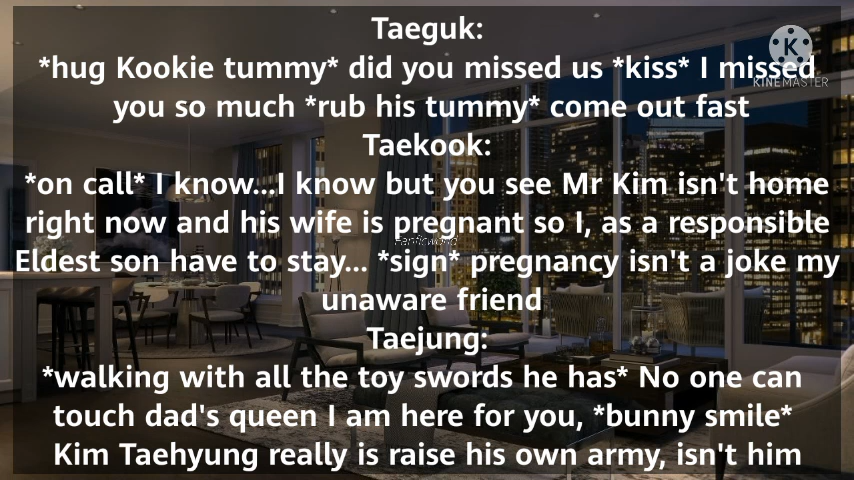 Taeguk:
*hug Kookie tummy* did you missed us *kiss* I missed
you so much *rub his tummy* come out fast
Taekook:
*on call* I know...I know but you see Mr Kim isn't home
right now and his wife is pregnant so I, as a responsible
Eldest son have to stay... *sign* pregnancy isn't a joke my
unaware friend
Taejung:
*walking with all the toy swords he has* No one can
touch dad's queen I am here for you, *bunny smile*
Kim Taehyung really is raise his own army, isn't him
K
KINEMASTER